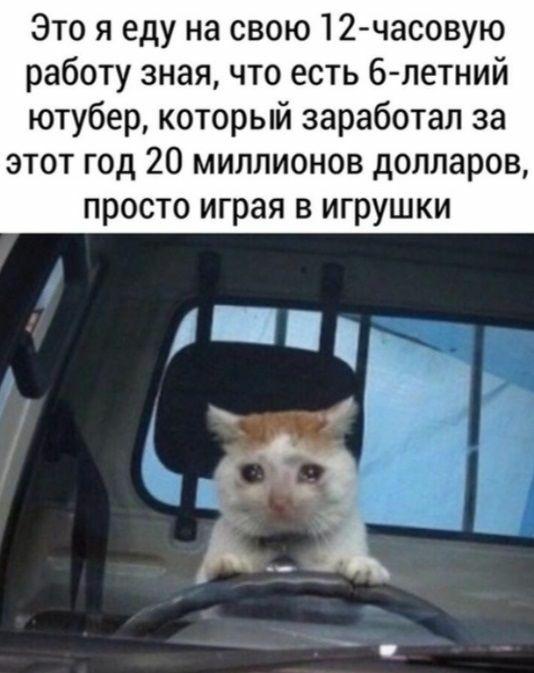 Это я еду на свою 12-часовую
работу зная, что есть 6-летний
ютубер, который заработал за
этот год 20 миллионов долларов,
просто играя в игрушки